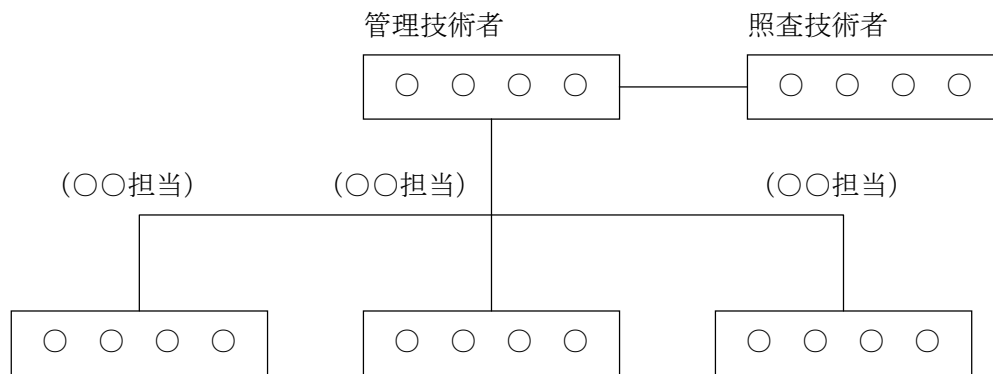 管理技術者 照査技術者
○ ○ ○ ○ ○ ○ ○ ○
(○○担当) (○○担当) (○○担当)
○ ○ ○ ○ ○ ○ ○ ○ ○ ○ ○ ○